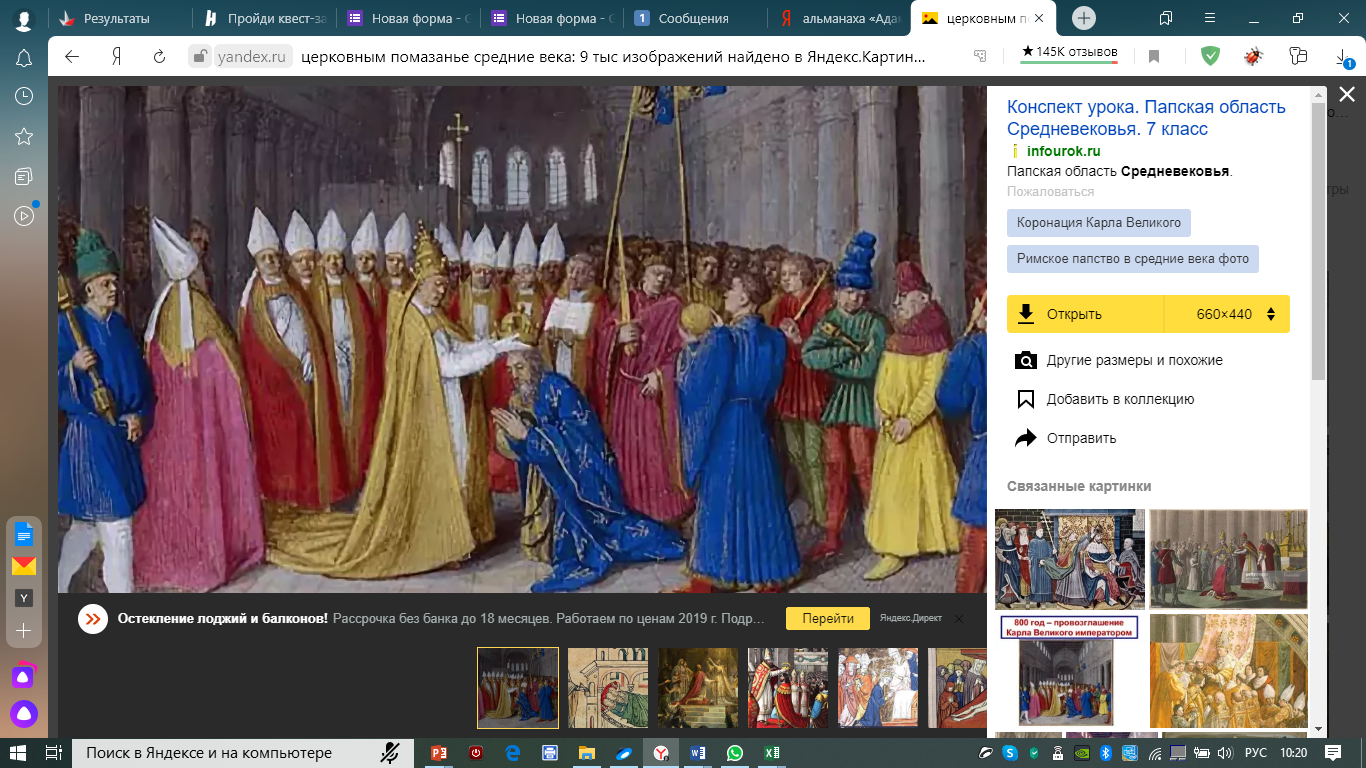 Результаты
Пройди квест-за
Новая форма - G
Новая форма - G
Сообщения
альманаха «Адам
церковным по
yandex.ru
церковным помазанье средние века: 9 тыс изображений найдено в Яндекс.Картин...
★145K отзывов
1
Конспект урока. Папская область
Средневековья. 7 класс
infourok.ru
Папская область Средневековья.
Пожаловаться
Коронация Карла Великого
Римское папство в средние века фото
Открыть
660×440
Другие размеры и похожие
Добавить в коллекцию
Отправить
Связанные картинки
800 год – провозглашение
Карла Великого императором
Остекление лоджий и балконов! Рассрочка без банка до 18 месяцев. Работаем по ценам 2019 г. Подр...
Перейти
Яндекс.Директ
Y
Поиск в Яндексе и на компьютере
РУС
10:20